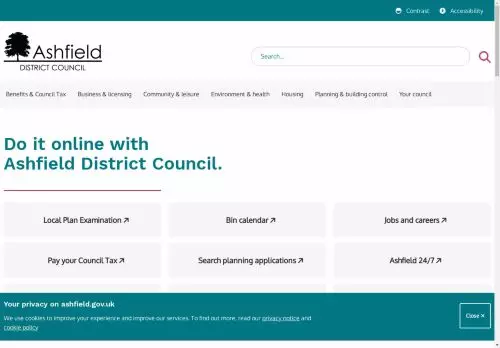 Contrast Accessibility
Ashfield
DISTRICT COUNCIL
Search...
Benefits & Council Tax Business & licensing Community & leisure Environment & health Housing Planning & building control Your council
Do it online with
Ashfield District Council.
Local Plan Examination Bin calendar Jobs and careers
Pay your Council Tax Search planning applications Ashfield 24/7
Your privacy on ashfield.gov.uk
We use cookies to improve your experience and improve our services. To find out more, read our privacy notice and
cookie policy
Close ×